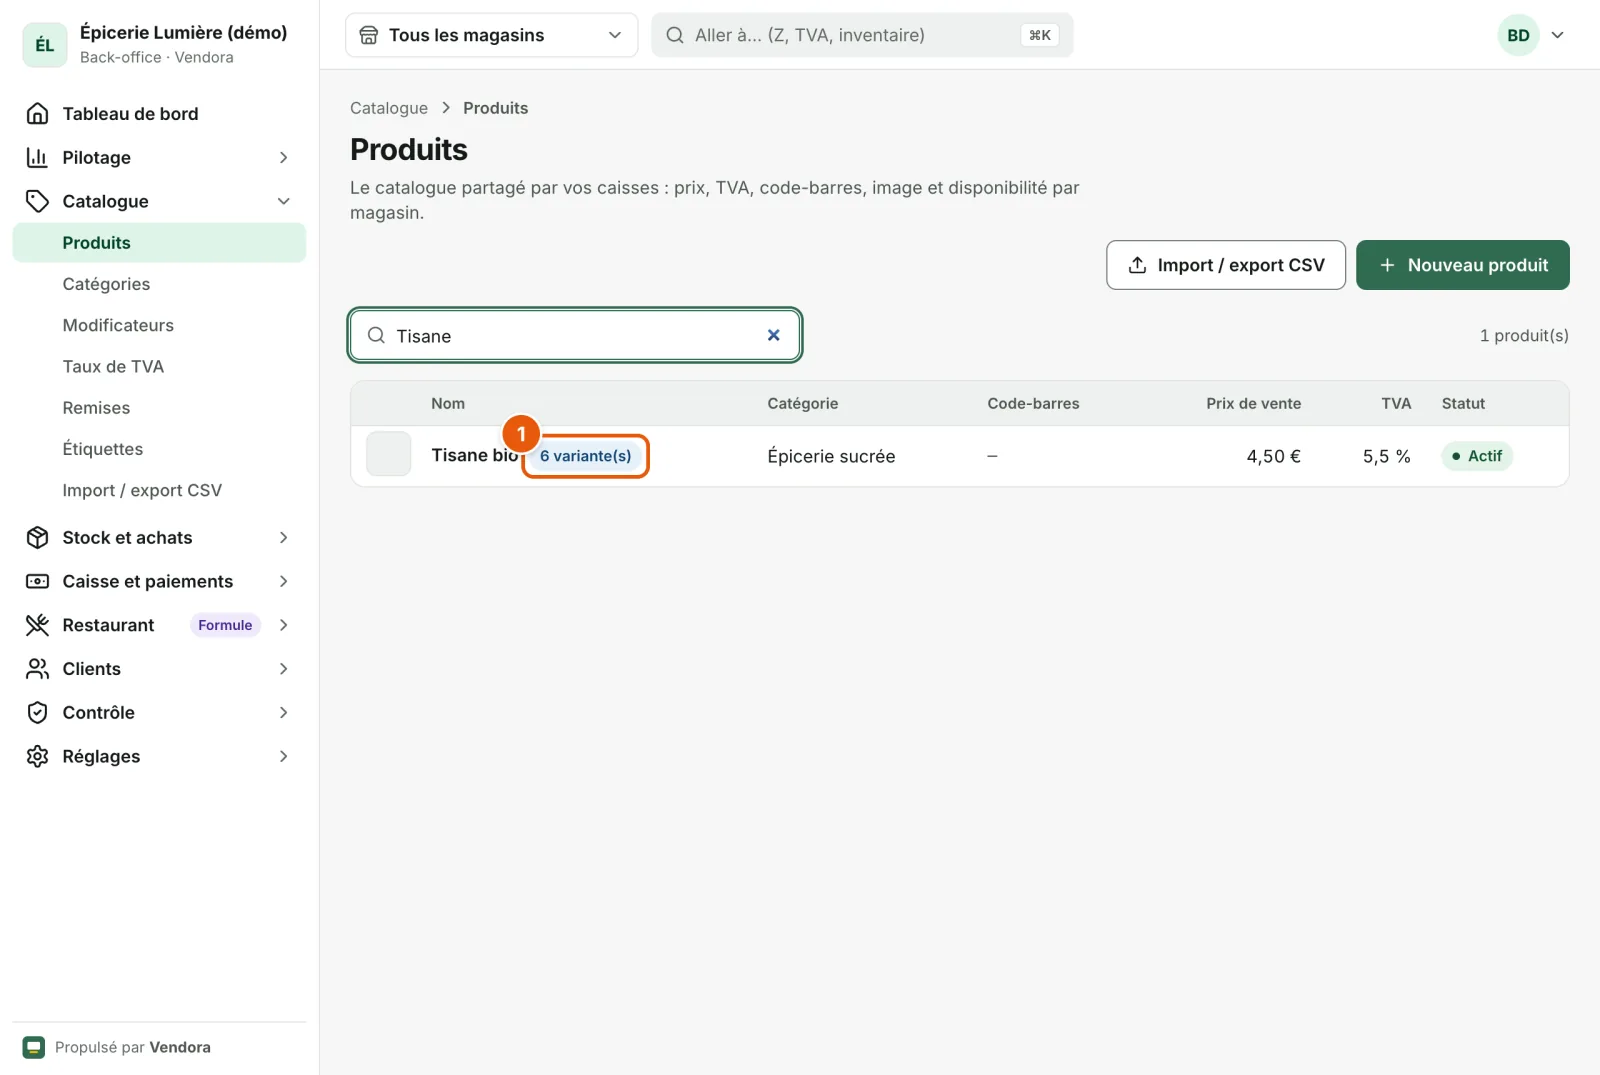 ÉL
Épicerie Lumière (démo)
Back-office · Vendora
Tous les magasins
Aller à... (Z, TVA, inventaire)
⌘K
BD
Tableau de bord
Pilotage
Catalogue
Produits
Catégories
Modificateurs
Taux de TVA
Remises
Étiquettes
Import / export CSV
Stock et achats
Caisse et paiements
Restaurant
Formule
Clients
Contrôle
Réglages
Propulsé par Vendora
Catalogue > Produits
Produits
Le catalogue partagé par vos caisses : prix, TVA, code-barres, image et disponibilité par
magasin.
Import / export CSV
+ Nouveau produit
Tisane
1 produit(s)
Nom Catégorie Code-barres Prix de vente TVA Statut
1
Tisane bio 6 variante(s) Épicerie sucrée – 4,50 € 5,5 % Actif